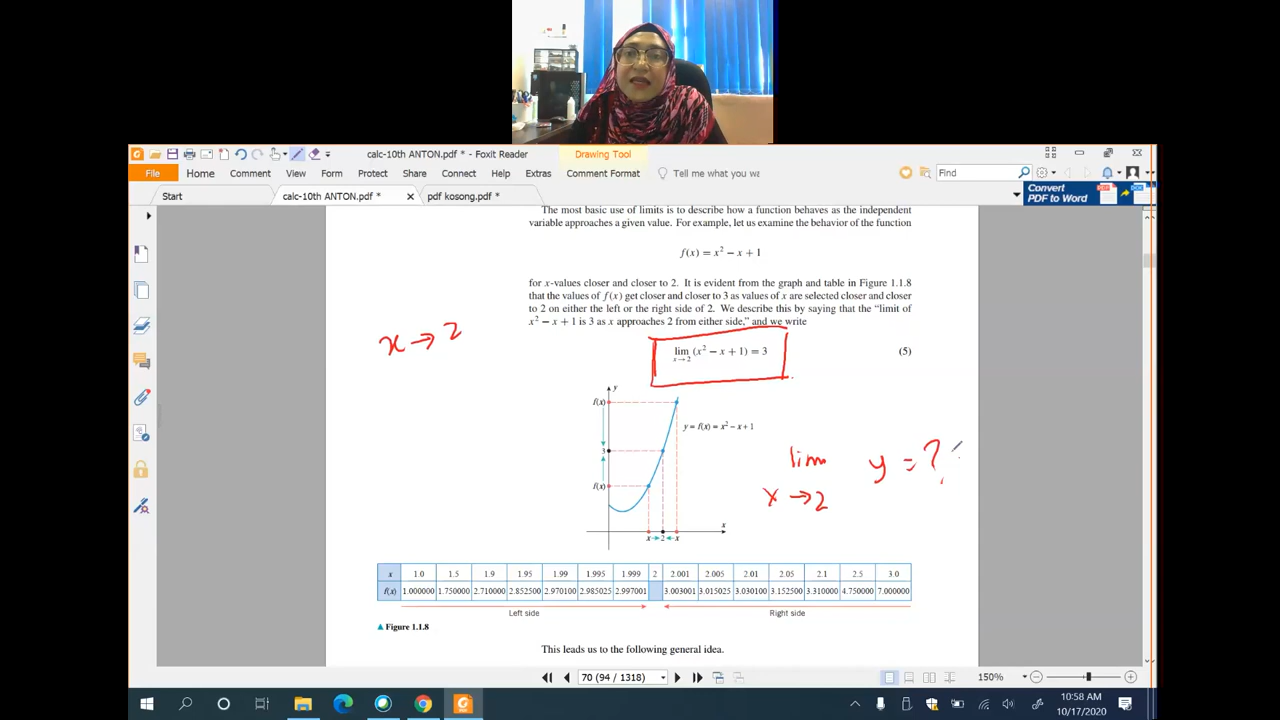 calc-10th ANTON.pdf * - Foxit Reader
Drawing Tool
File
Home
Comment
View
Form
Protect
Share
Connect
Help
Extras
Comment Format
Tell me what you wa
Find
Start
calc-10th ANTON.pdf *
pdf kosong.pdf *
Convert
PDF to Word
The most basic use of limits is to describe how a function behaves as the independent
variable approaches a given value. For example, let us examine the behavior of the function
f(x) = x² − x + 1
for x-values closer and closer to 2. It is evident from the graph and table in Figure 1.1.8
that the values of f(x) get closer and closer to 3 as values of x are selected closer and closer
to 2 on either the left or the right side of 2. We describe this by saying that the “limit of
x² − x + 1 is 3 as x approaches 2 from either side,” and we write
x → 2
lim (x² − x + 1) = 3
x→2
(5)
y
f(x)
y = f(x) = x² − x + 1
3
f(x)
x
x → 2 ← x
lim y = ?
x → 2
x 1.0 1.5 1.9 1.95 1.99 1.995 1.999 2 2.001 2.005 2.01 2.05 2.1 2.5 3.0
f(x) 1.000000 1.750000 2.710000 2.852500 2.970100 2.985025 2.997001 3.003001 3.015025 3.030100 3.152500 3.310000 4.750000 7.000000
Left side
Right side
▲ Figure 1.1.8
This leads us to the following general idea.
70 (94 / 1318)
150%
10:58 AM
10/17/2020